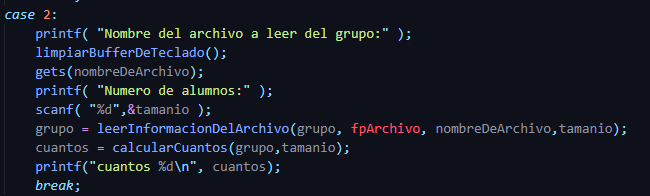 case 2:
printf( "Nombre del archivo a leer del grupo:" );
limpiarBufferDeTeclado();
gets(nombreDeArchivo);
printf( "Numero de alumnos:" );
scanf( "%d",&tamanio );
grupo = leerInformacionDelArchivo(grupo, fpArchivo, nombreDeArchivo,tamanio);
cuantos = calcularCuantos(grupo,tamanio);
printf("cuantos %d\n", cuantos);
break;